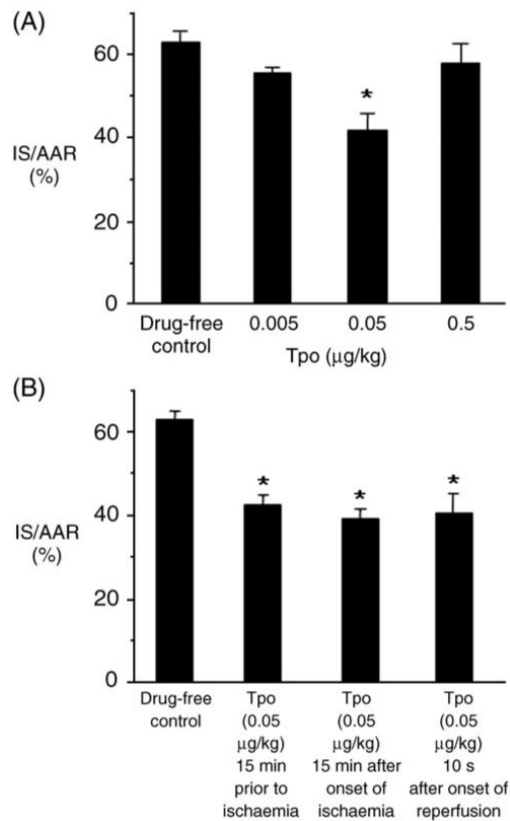 (A)
60
40
20
0
IS/AAR
(%)
*
Drug-free
control
0.005
0.05
0.5
Tpo (μg/kg)
(B)
60
40
20
0
IS/AAR
(%)
*
*
*
Drug-free
control
Tpo
(0.05
μg/kg)
15 min
prior to
ischaemia
Tpo
(0.05
μg/kg)
15 min after
onset of
ischaemia
Tpo
(0.05
μg/kg)
10 s
after onset of
reperfusion